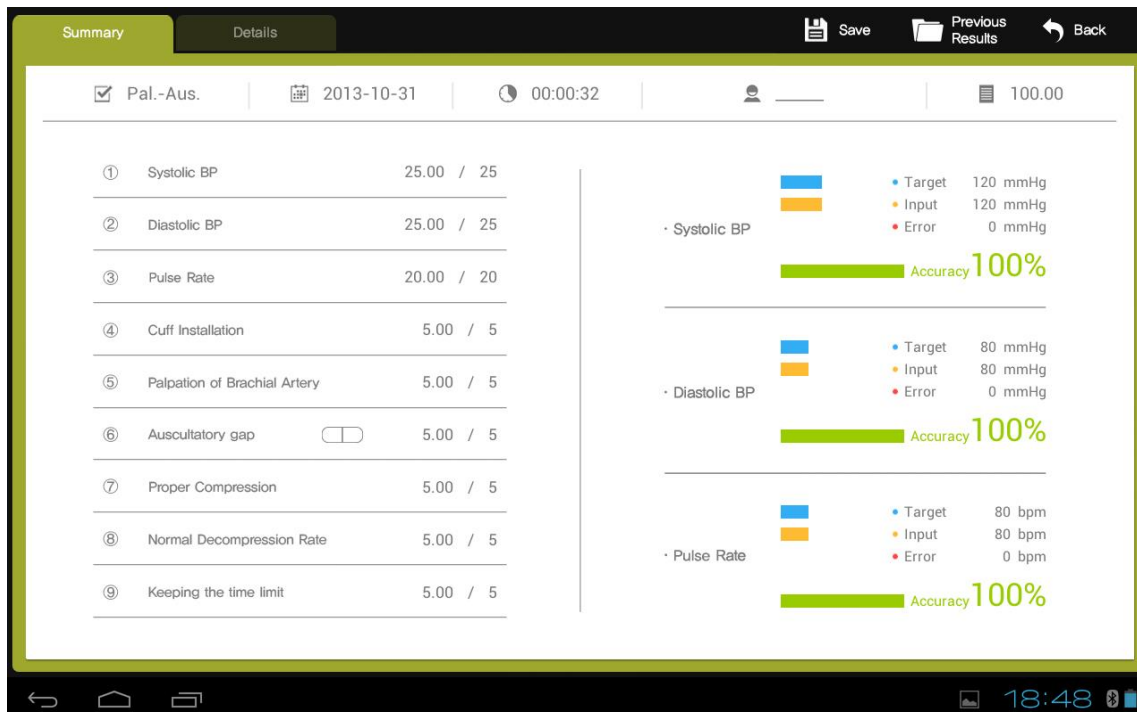 Summary
Details
Save
Previous
Results
Back
Pal.-Aus.
2013-10-31
00:00:32
100.00
① Systolic BP 25.00 / 25
② Diastolic BP 25.00 / 25
③ Pulse Rate 20.00 / 20
④ Cuff Installation 5.00 / 5
⑤ Palpation of Brachial Artery 5.00 / 5
⑥ Auscultatory gap 5.00 / 5
⑦ Proper Compression 5.00 / 5
⑧ Normal Decompression Rate 5.00 / 5
⑨ Keeping the time limit 5.00 / 5
· Systolic BP
• Target 120 mmHg
• Input 120 mmHg
• Error 0 mmHg
Accuracy 100%
· Diastolic BP
• Target 80 mmHg
• Input 80 mmHg
• Error 0 mmHg
Accuracy 100%
· Pulse Rate
• Target 80 bpm
• Input 80 bpm
• Error 0 bpm
Accuracy 100%
18:48